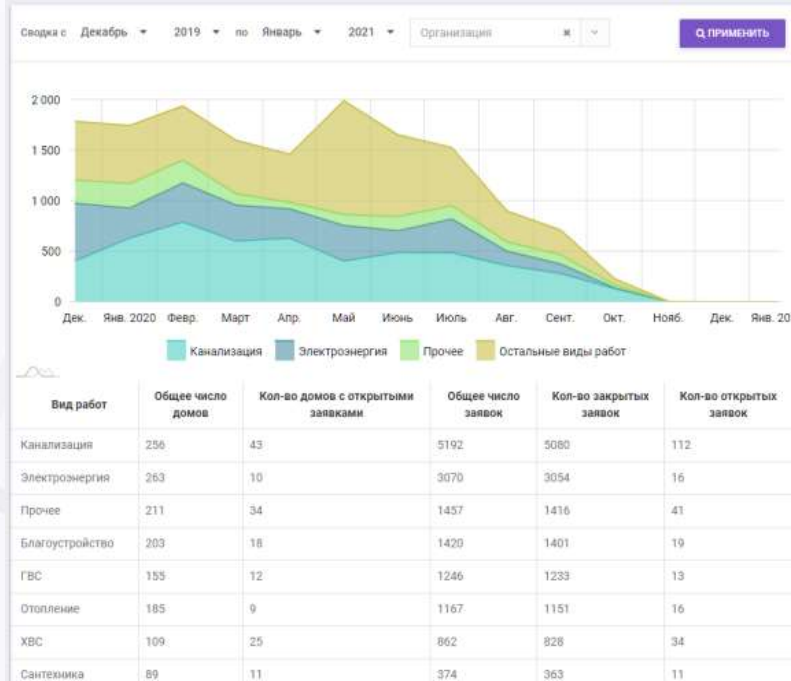 Сводка с Декабрь 2019 по Январь 2021 Организация ПРИМЕНИТЬ
2 000
1 500
1 000
500
0
Дек. Янв. 2020 Февр. Март Апр. Май Июнь Июль Авг. Сент. Окт. Нояб. Дек. Янв. 20
Канализация Электроэнергия Прочее Остальные виды работ
Вид работ Общее число домов Кол-во домов с открытыми заявками Общее число заявок Кол-во закрытых заявок Кол-во открытых заявок
Канализация 256 43 5192 5080 112
Электроэнергия 263 10 3070 3054 16
Прочее 211 34 1457 1416 41
Благоустройство 203 18 1420 1401 19
ГВС 155 12 1246 1233 13
Отопление 185 9 1167 1151 16
ХВС 109 25 862 828 34
Сантехника 89 11 374 363 11